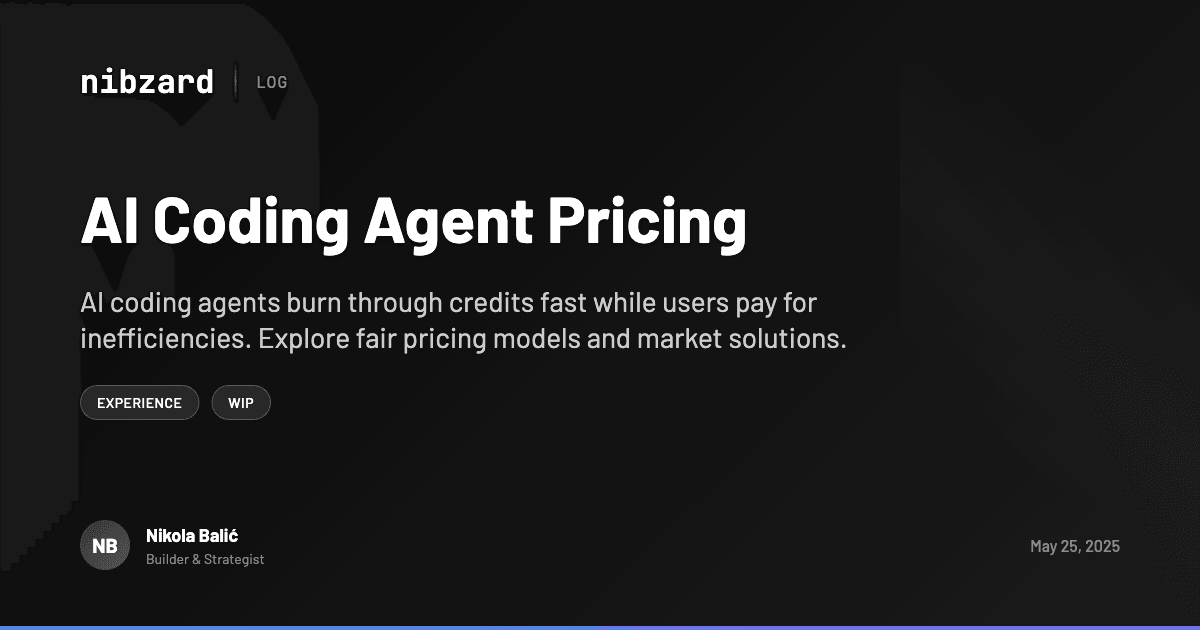 nibzard | LOG
AI Coding Agent Pricing
AI coding agents burn through credits fast while users pay for
inefficiencies. Explore fair pricing models and market solutions.
EXPERIENCE WIP
NB
Nikola Balić
Builder & Strategist
May 25, 2025